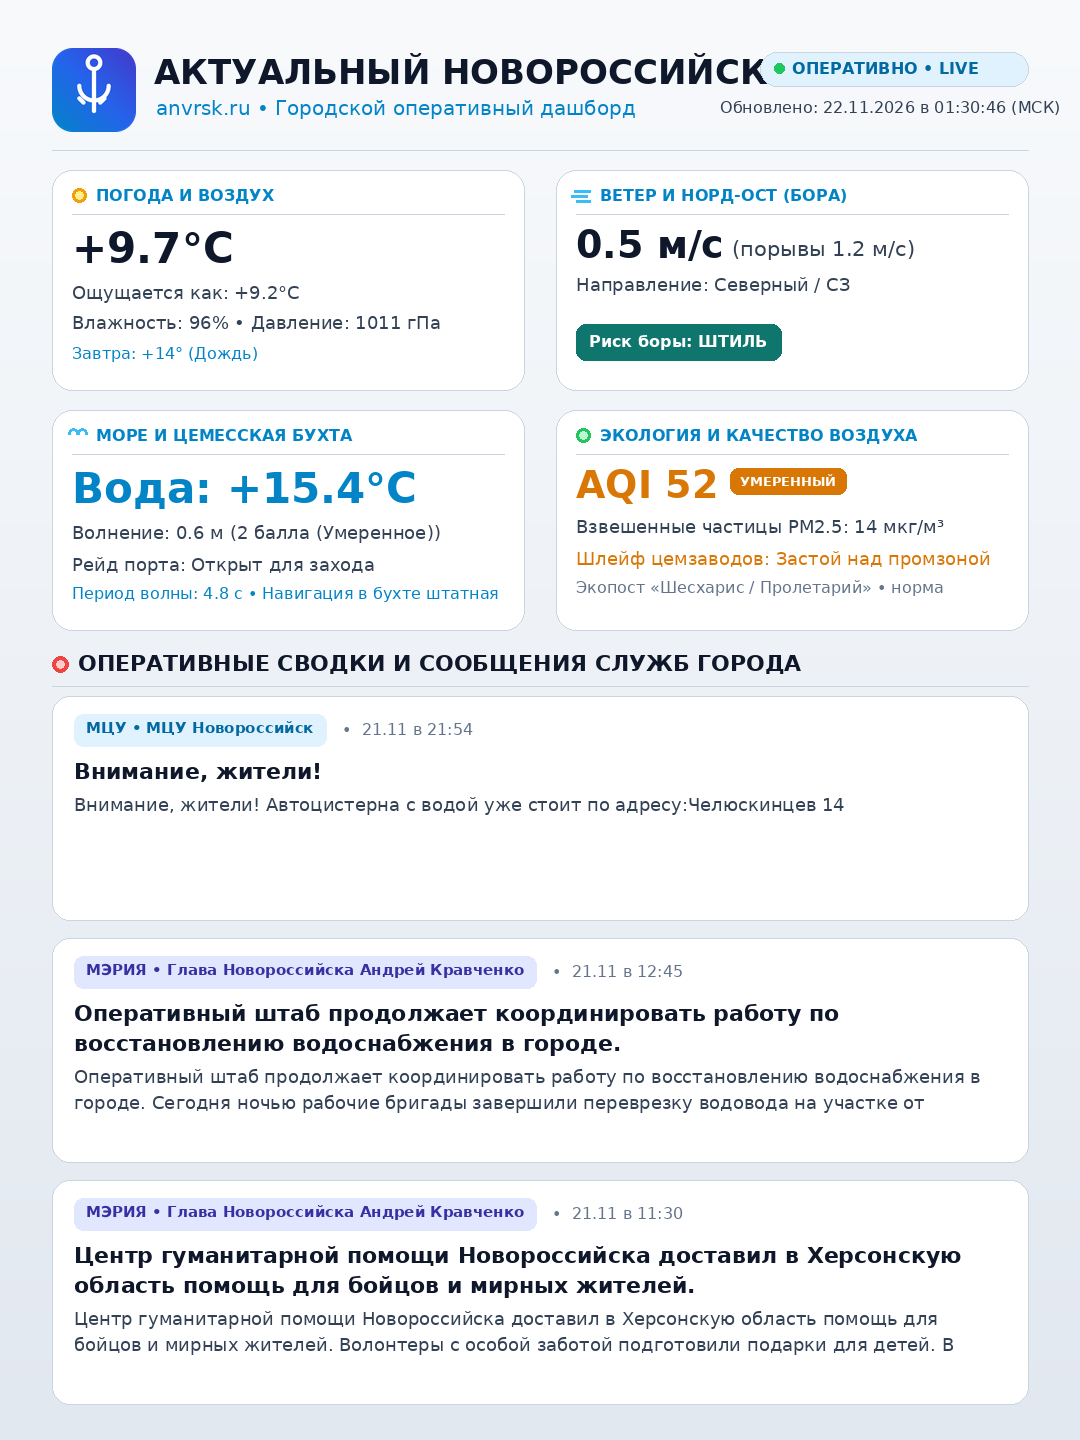 АКТУАЛЬНЫЙ НОВОРОССИЙСК
ОПЕРАТИВНО • LIVE
anvrsk.ru • Городской оперативный дашборд
Обновлено: 22.11.2026 в 01:30:46 (МСК)
ПОГОДА И ВОЗДУХ
+9.7°C
Ощущается как: +9.2°C
Влажность: 96% • Давление: 1011 гПа
Завтра: +14° (Дождь)
ВЕТЕР И НОРД-ОСТ (БОРА)
0.5 м/с (порывы 1.2 м/с)
Направление: Северный / СЗ
Риск боры: ШТИЛЬ
МОРЕ И ЦЕМЕССКАЯ БУХТА
Вода: +15.4°C
Волнение: 0.6 м (2 балла (Умеренное))
Рейд порта: Открыт для захода
Период волны: 4.8 с • Навигация в бухте штатная
ЭКОЛОГИЯ И КАЧЕСТВО ВОЗДУХА
AQI 52 УМЕРЕННЫЙ
Взвешенные частицы PM2.5: 14 мкг/м³
Шлейф цемзаводов: Застой над промзоной
Экопост «Шесхарис / Пролетарий» • норма
ОПЕРАТИВНЫЕ СВОДКИ И СООБЩЕНИЯ СЛУЖБ ГОРОДА
МЦУ • МЦУ Новороссийск • 21.11 в 21:54
Внимание, жители!
Внимание, жители! Автоцистерна с водой уже стоит по адресу:Челюскинцев 14
МЭРИЯ • Глава Новороссийска Андрей Кравченко • 21.11 в 12:45
Оперативный штаб продолжает координировать работу по
восстановлению водоснабжения в городе.
Оперативный штаб продолжает координировать работу по восстановлению водоснабжения в
городе. Сегодня ночью рабочие бригады завершили переврезку водовода на участке от
МЭРИЯ • Глава Новороссийска Андрей Кравченко • 21.11 в 11:30
Центр гуманитарной помощи Новороссийска доставил в Херсонскую
область помощь для бойцов и мирных жителей.
Центр гуманитарной помощи Новороссийска доставил в Херсонскую область помощь для
бойцов и мирных жителей. Волонтеры с особой заботой подготовили подарки для детей. В